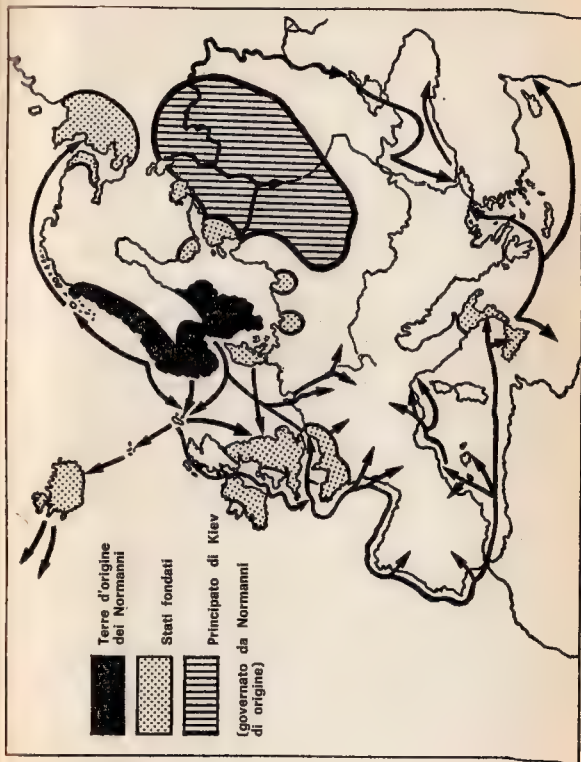 Terre d'origine
dei Normanni
Stati fondati
Principato di Kiev
(governato da Normanni
di origine)